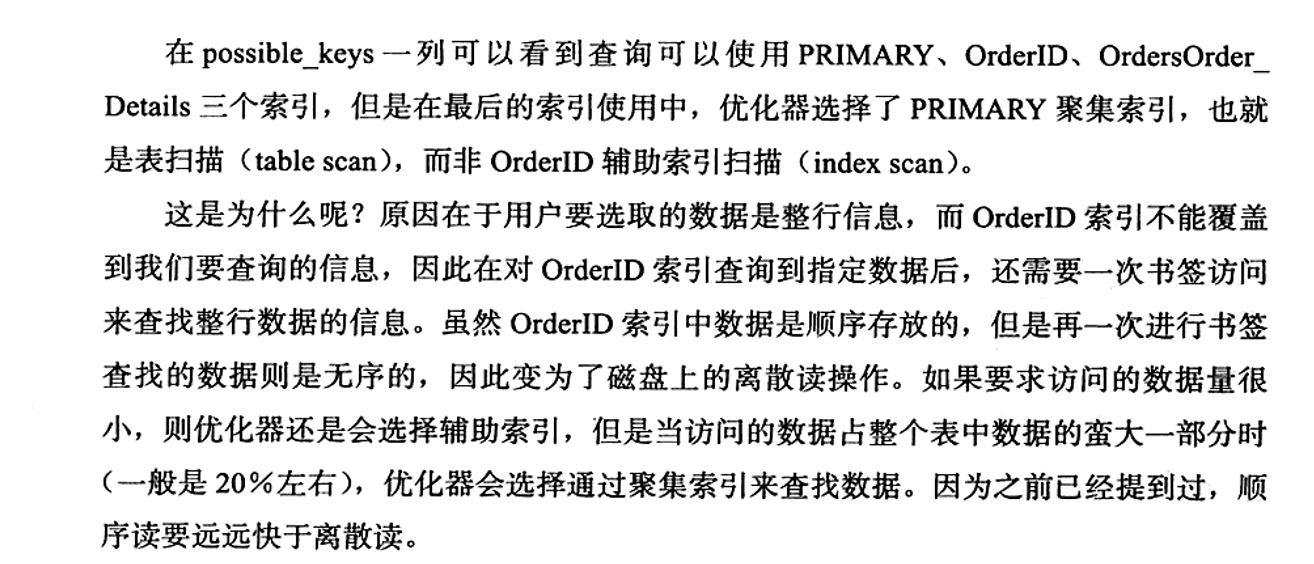 在 possible_keys 一列可以看到查询可以使用 PRIMARY、OrderID、OrdersOrder_
Details 三个索引，但是在最后的索引使用中，优化器选择了 PRIMARY 聚集索引，也就
是表扫描（table scan），而非 OrderID 辅助索引扫描（index scan）。
这是为什么呢？原因在于用户要选取的数据是整行信息，而 OrderID 索引不能覆盖
到我们要查询的信息，因此在对 OrderID 索引查询到指定数据后，还需要一次书签访问
来查找整行数据的信息。虽然 OrderID 索引中数据是顺序存放的，但是再一次进行书签
查找的数据则是无序的，因此变为了磁盘上的离散读操作。如果要求访问的数据量很
小，则优化器还是会选择辅助索引，但是当访问的数据占整个表中数据的蛮大一部分时
（一般是 20%左右），优化器会选择通过聚集索引来查找数据。因为之前已经提到过，顺
序读要远远快于离散读。